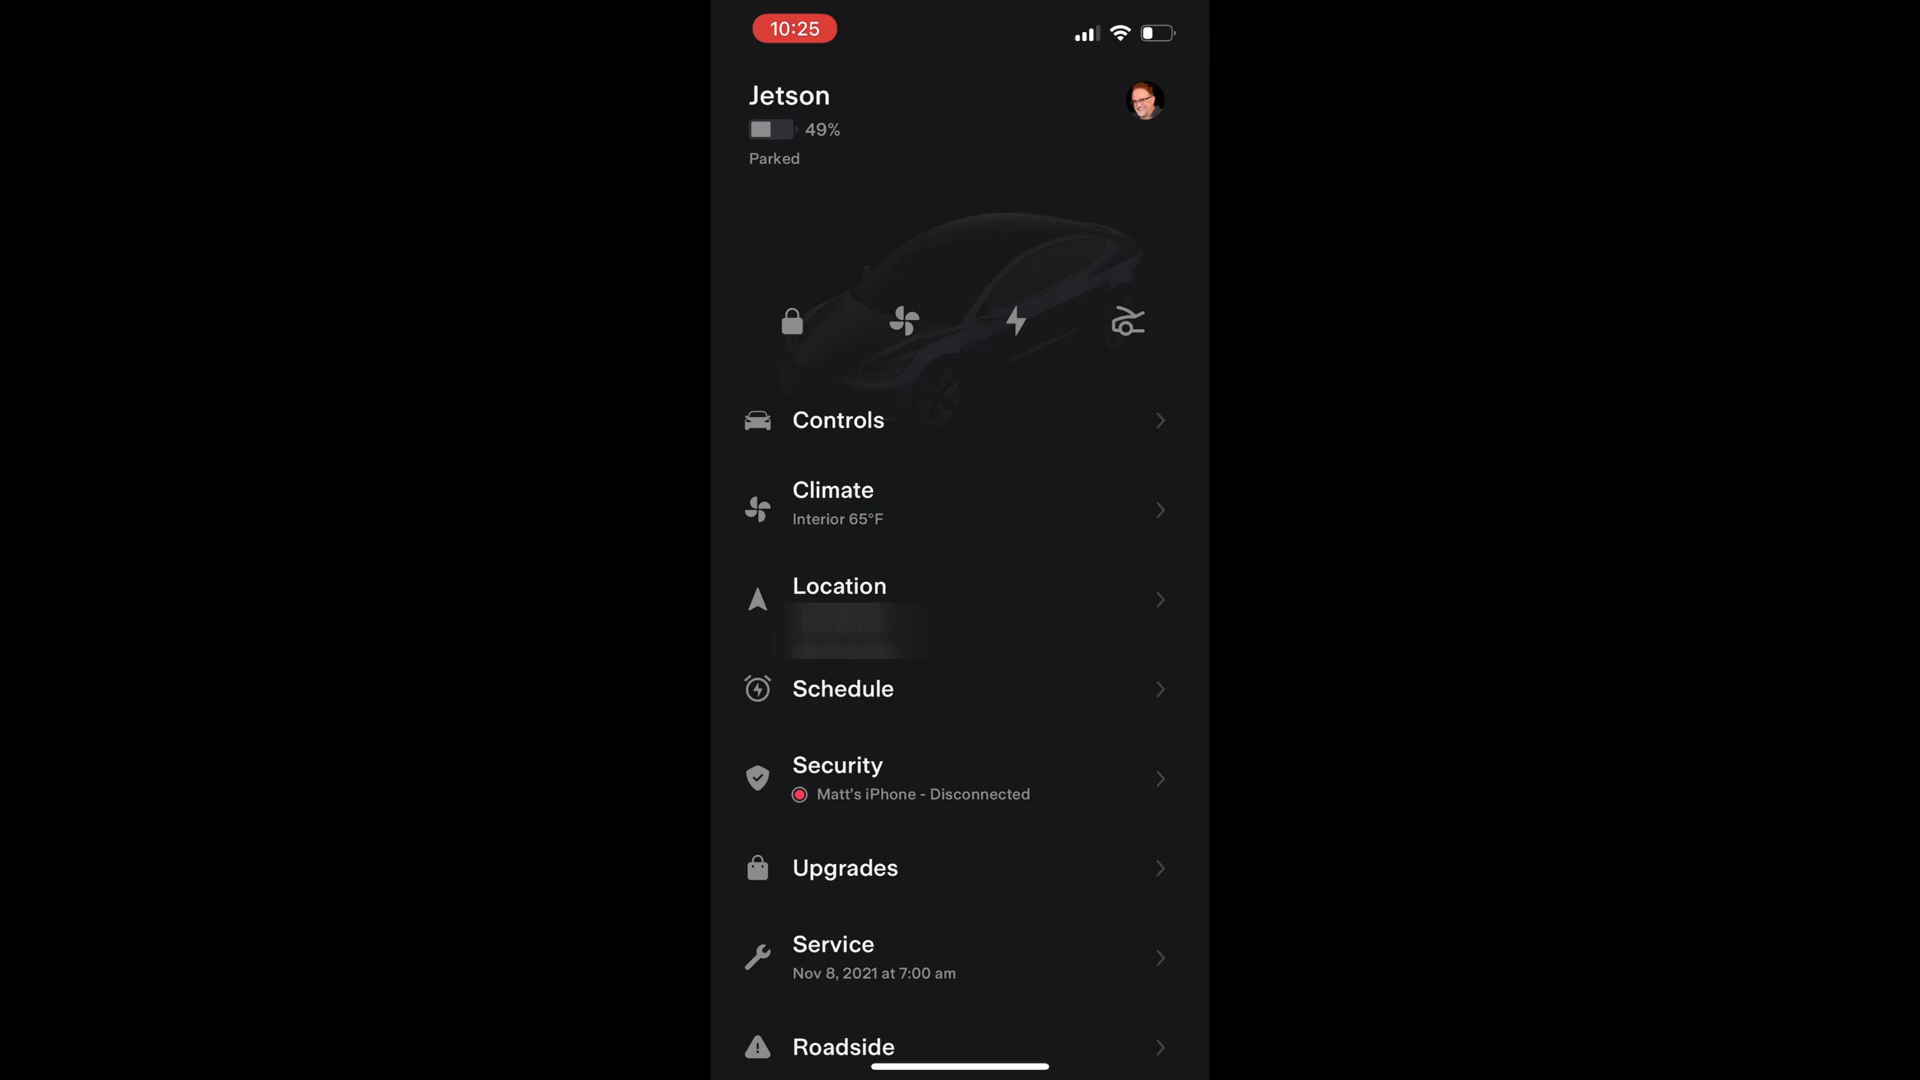 10:25
Jetson
49%
Parked
Controls
Climate
Interior 65°F
Location
Schedule
Security
Matt's iPhone - Disconnected
Upgrades
Service
Nov 8, 2021 at 7:00 am
Roadside